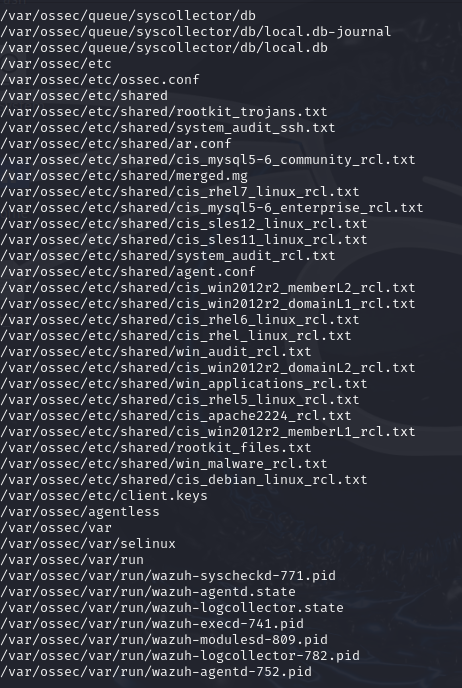 /var/ossec/queue/syscollector/db
/var/ossec/queue/syscollector/db/local.db-journal
/var/ossec/queue/syscollector/db/local.db
/var/ossec/etc
/var/ossec/etc/ossec.conf
/var/ossec/etc/shared
/var/ossec/etc/shared/rootkit_trojans.txt
/var/ossec/etc/shared/system_audit_ssh.txt
/var/ossec/etc/shared/ar.conf
/var/ossec/etc/shared/cis_mysql5-6_community_rcl.txt
/var/ossec/etc/shared/merged.mg
/var/ossec/etc/shared/cis_rhel7_linux_rcl.txt
/var/ossec/etc/shared/cis_mysql5-6_enterprise_rcl.txt
/var/ossec/etc/shared/cis_sles12_linux_rcl.txt
/var/ossec/etc/shared/cis_sles11_linux_rcl.txt
/var/ossec/etc/shared/system_audit_rcl.txt
/var/ossec/etc/shared/agent.conf
/var/ossec/etc/shared/cis_win2012r2_memberL2_rcl.txt
/var/ossec/etc/shared/cis_win2012r2_domainL1_rcl.txt
/var/ossec/etc/shared/cis_rhel6_linux_rcl.txt
/var/ossec/etc/shared/cis_rhel_linux_rcl.txt
/var/ossec/etc/shared/win_audit_rcl.txt
/var/ossec/etc/shared/cis_win2012r2_domainL2_rcl.txt
/var/ossec/etc/shared/win_applications_rcl.txt
/var/ossec/etc/shared/cis_rhel5_linux_rcl.txt
/var/ossec/etc/shared/cis_apache2224_rcl.txt
/var/ossec/etc/shared/cis_win2012r2_memberL1_rcl.txt
/var/ossec/etc/shared/rootkit_files.txt
/var/ossec/etc/shared/win_malware_rcl.txt
/var/ossec/etc/shared/cis_debian_linux_rcl.txt
/var/ossec/etc/client.keys
/var/ossec/agentless
/var/ossec/var
/var/ossec/var/selinux
/var/ossec/var/run
/var/ossec/var/run/wazuh-syscheckd-771.pid
/var/ossec/var/run/wazuh-agentd.state
/var/ossec/var/run/wazuh-logcollector.state
/var/ossec/var/run/wazuh-execd-741.pid
/var/ossec/var/run/wazuh-modulesd-809.pid
/var/ossec/var/run/wazuh-logcollector-782.pid
/var/ossec/var/run/wazuh-agentd-752.pid